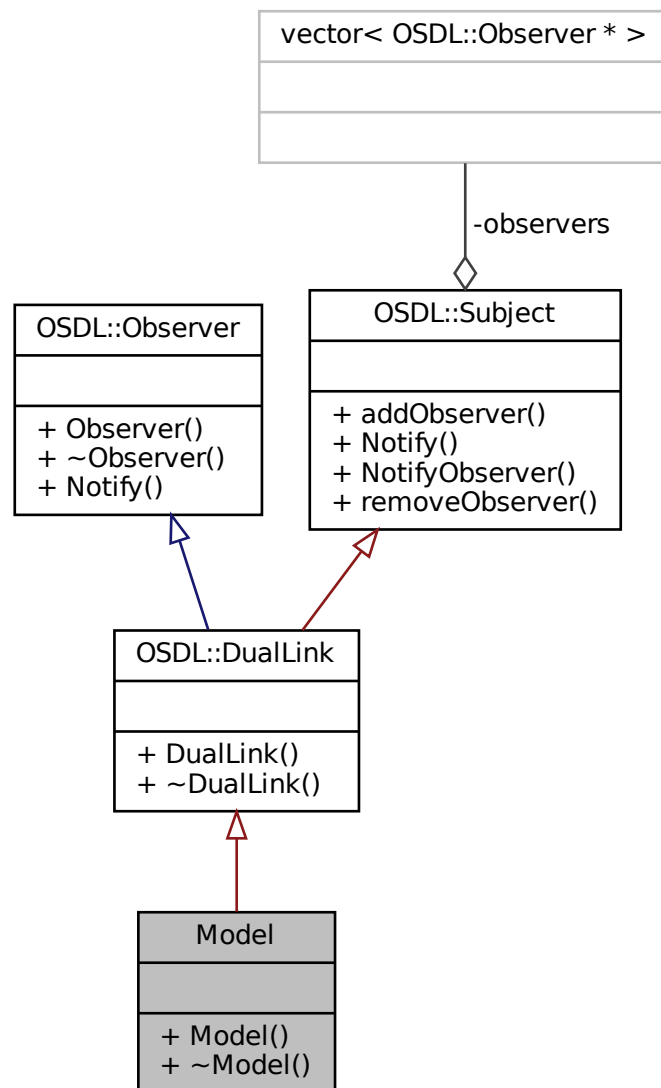 vector< OSDL::Observer * >
-observers
OSDL::Observer
+ Observer()
+ ~Observer()
+ Notify()
OSDL::Subject
+ addObserver()
+ Notify()
+ NotifyObserver()
+ removeObserver()
OSDL::DualLink
+ DualLink()
+ ~DualLink()
Model
+ Model()
+ ~Model()